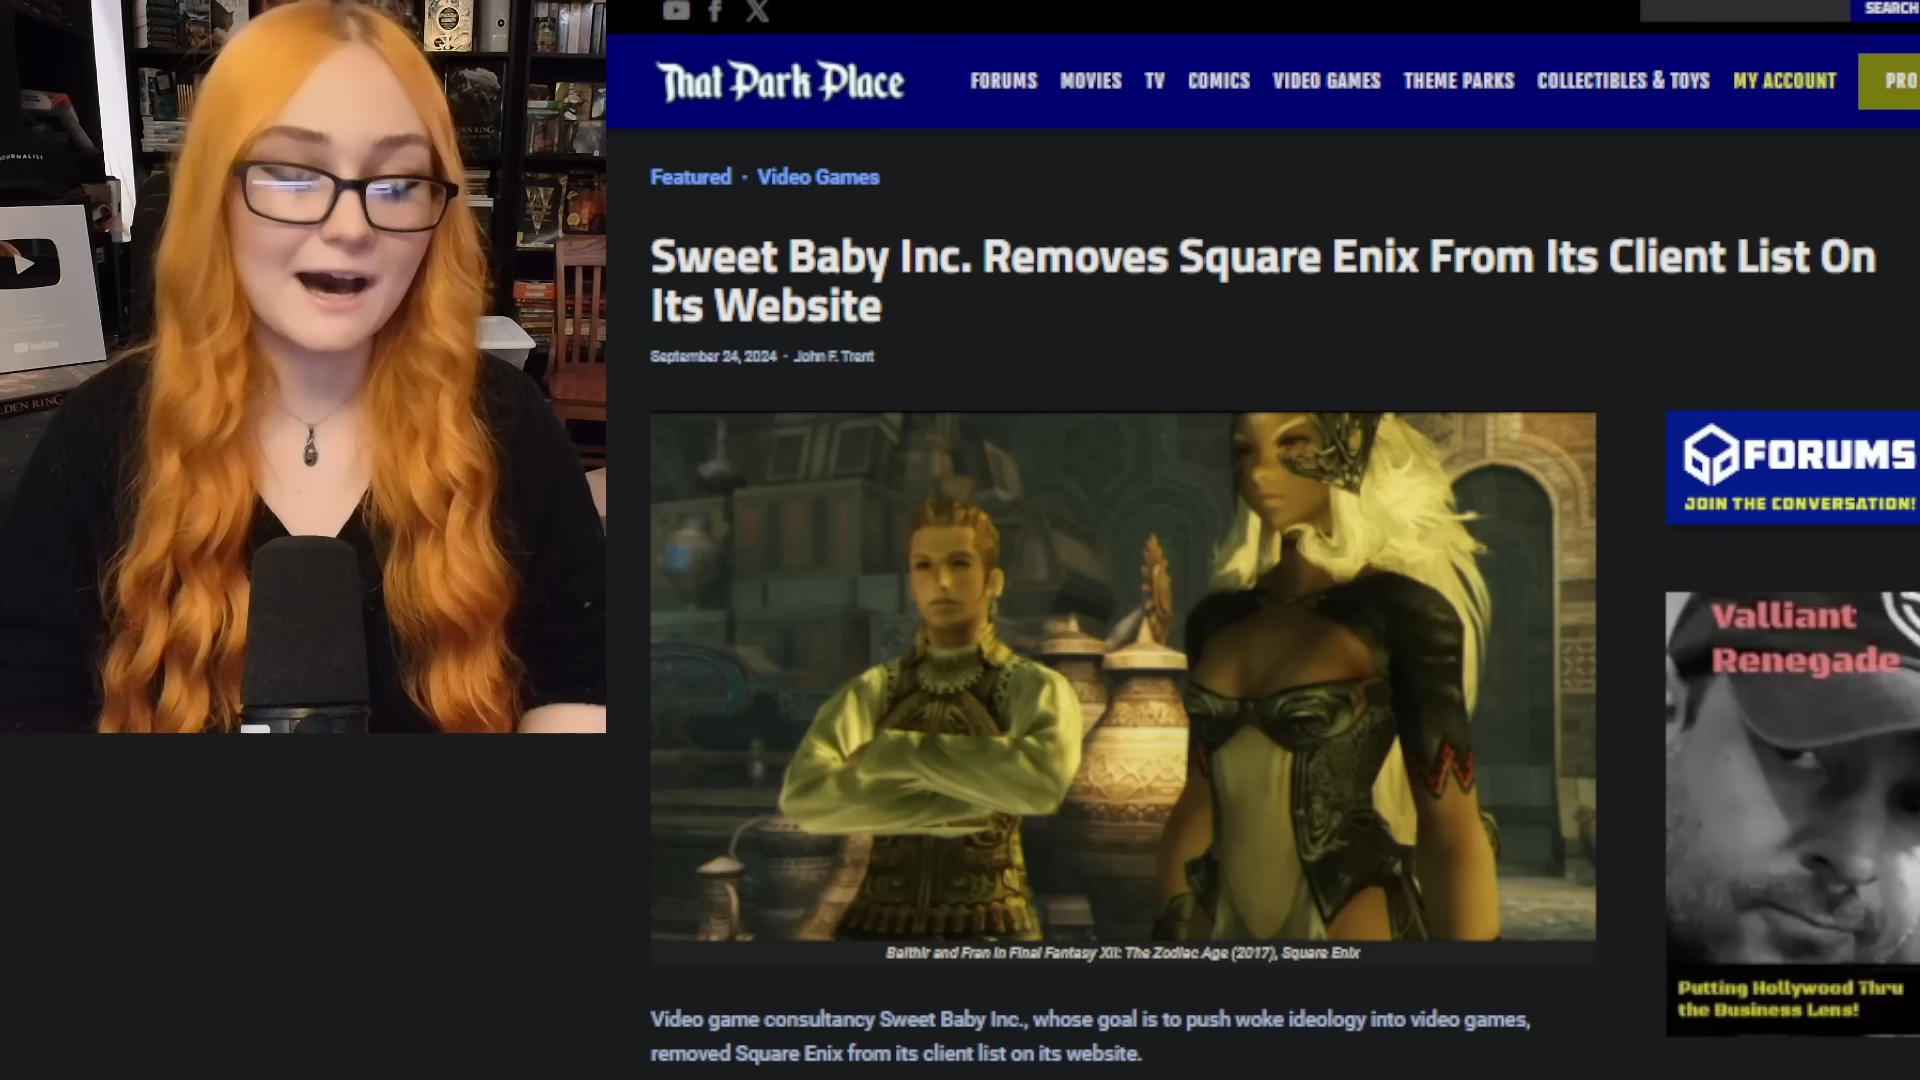 SEARCH
That Park Place
FORUMS MOVIES TV COMICS VIDEO GAMES THEME PARKS COLLECTIBLES & TOYS MY ACCOUNT PRO
Featured · Video Games
Sweet Baby Inc. Removes Square Enix From Its Client List On
Its Website
September 24, 2024 - John F. Trent
FORUMS
JOIN THE CONVERSATION!
Valliant
Renegade
Putting Hollywood Thru
the Business Lens!
Balthir and Fran in Final Fantasy XII: The Zodiac Age (2017), Square Enix
Video game consultancy Sweet Baby Inc., whose goal is to push woke ideology into video games,
removed Square Enix from its client list on its website.
YouTube